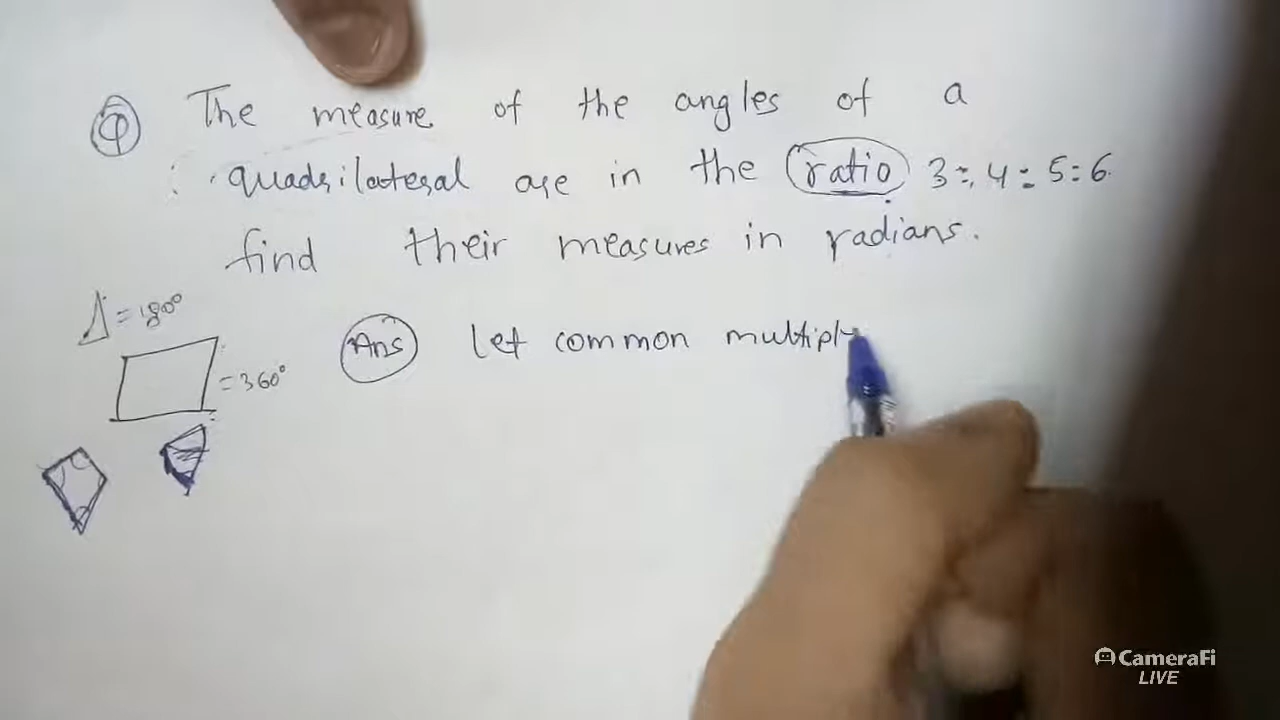 Q The measure of the angles of a
quadrilateral are in the ratio 3:4:5:6
find their measures in radians.
= 180°
Ans Let common multiply
= 360°
CameraFi
LIVE